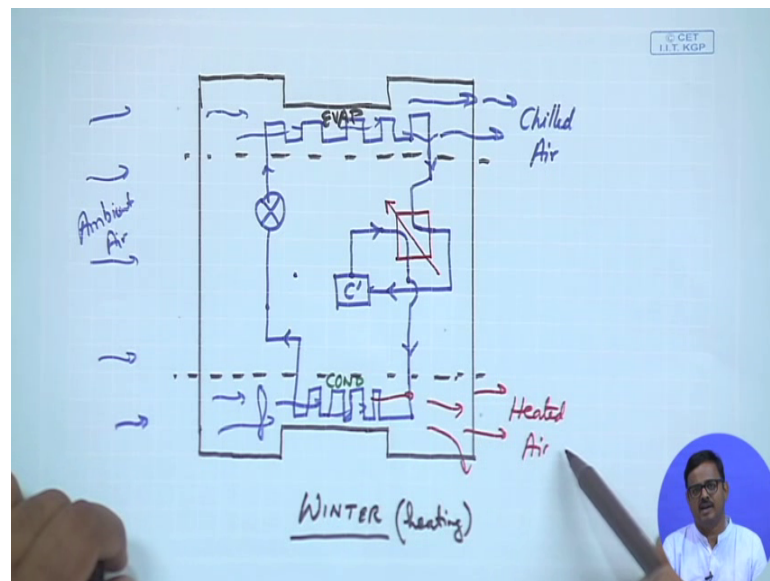 © CET
I.I.T. KGP
EVAP
Chilled
Air
Ambient
Air
C'
COND
Heated
Air
WINTER (heating)